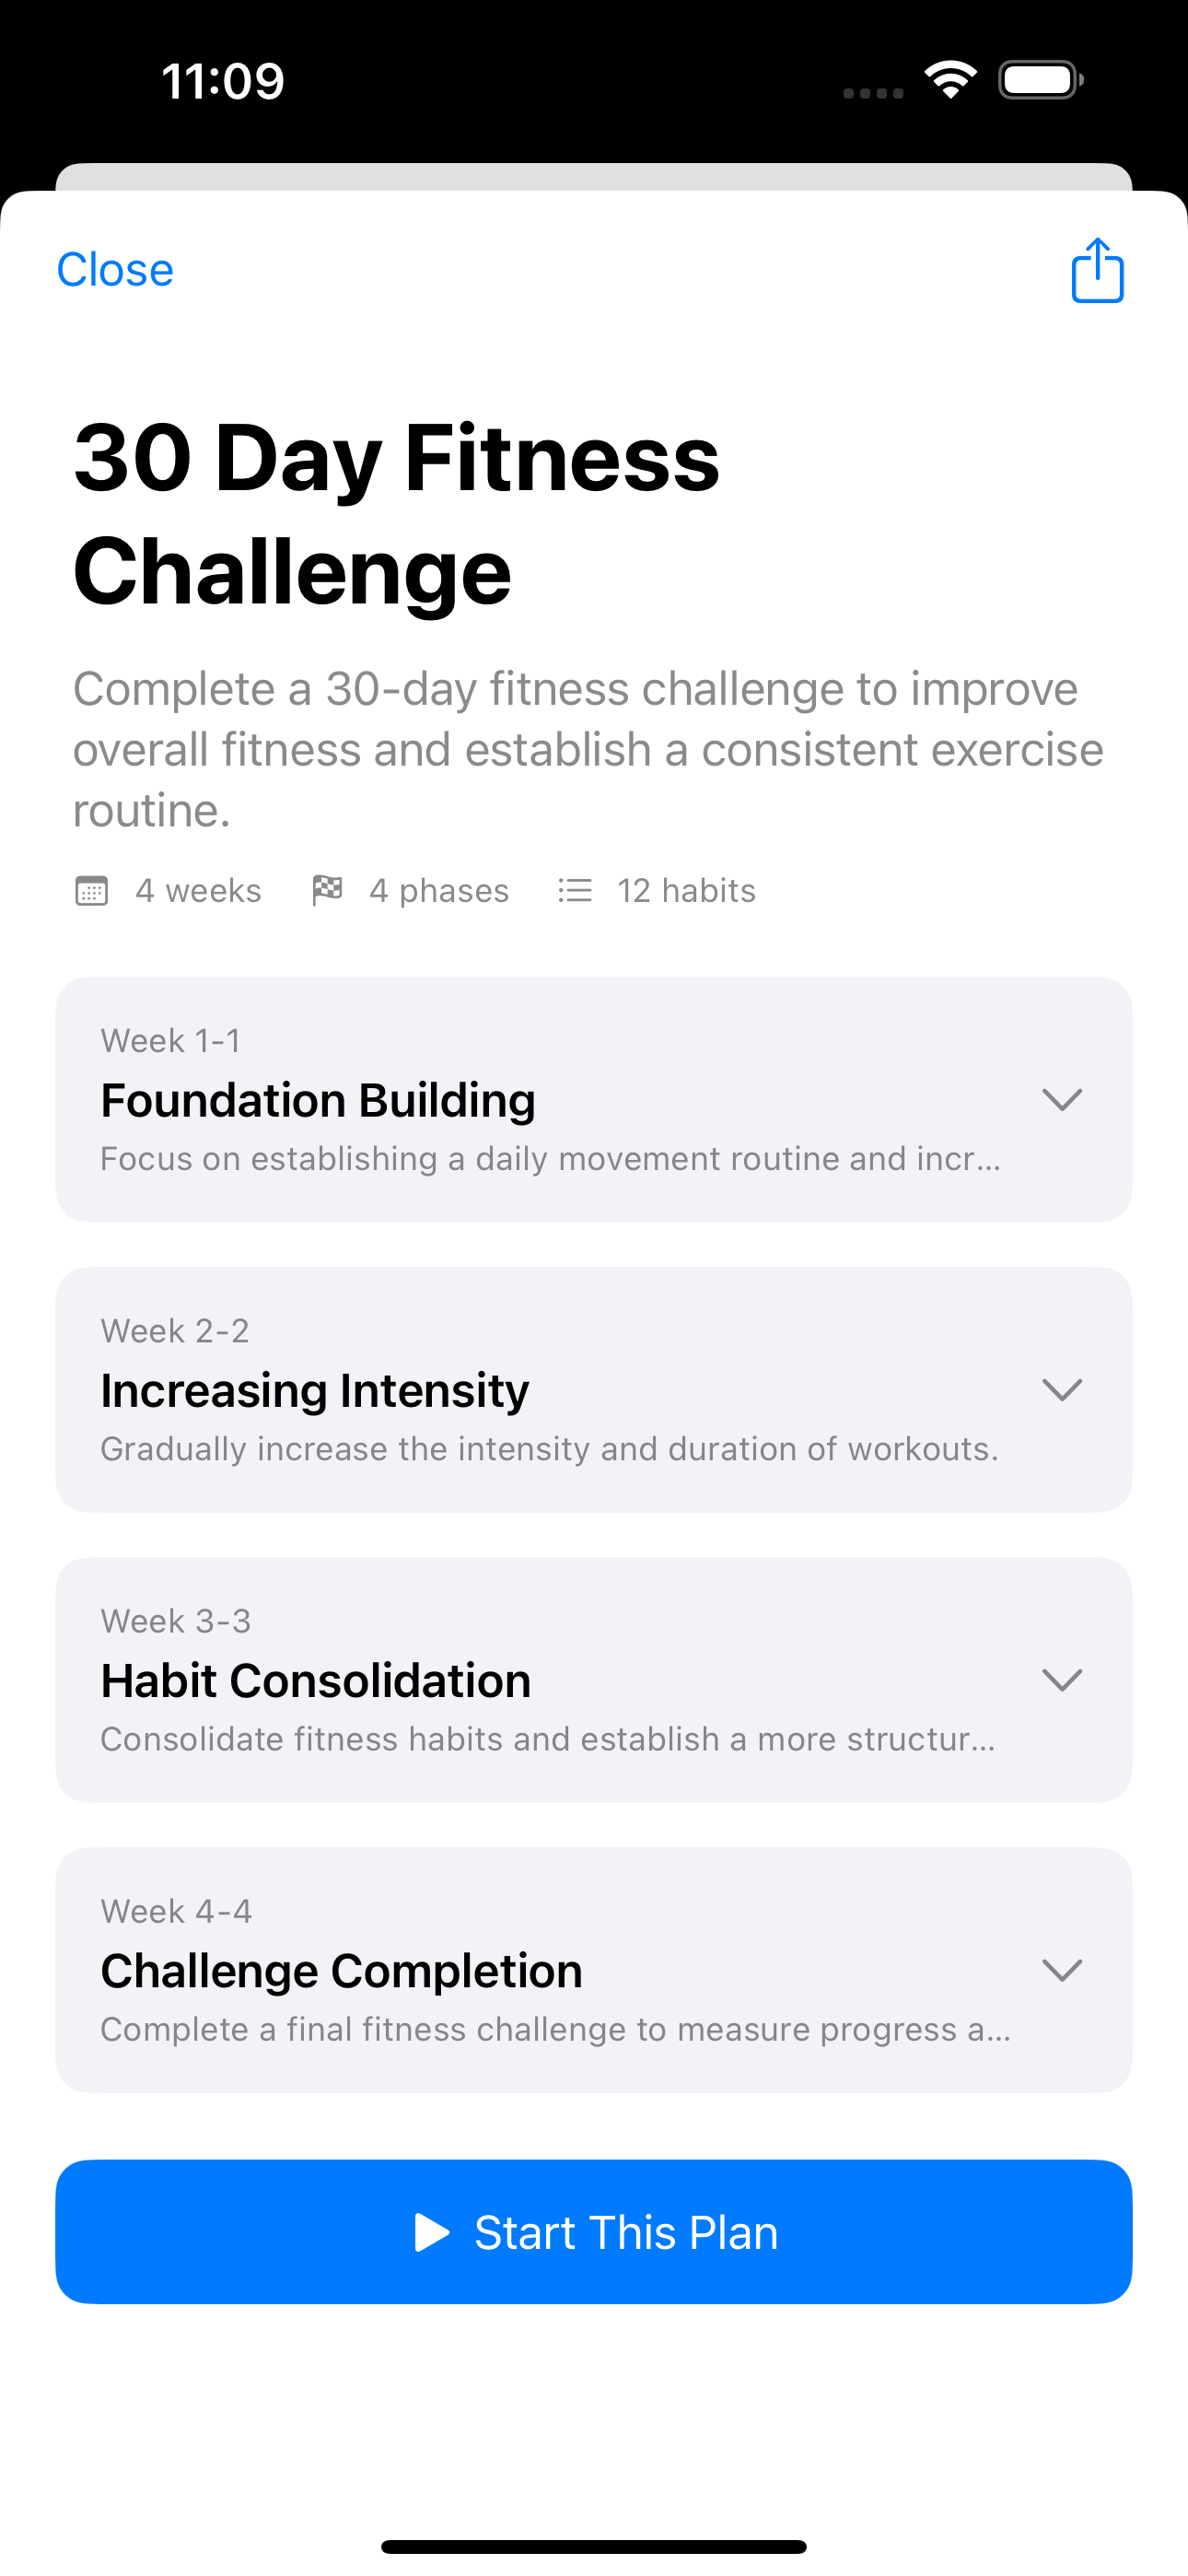 11:09
Close
30 Day Fitness
Challenge
Complete a 30-day fitness challenge to improve
overall fitness and establish a consistent exercise
routine.
4 weeks 4 phases 12 habits
Week 1-1
Foundation Building
Focus on establishing a daily movement routine and incr...
Week 2-2
Increasing Intensity
Gradually increase the intensity and duration of workouts.
Week 3-3
Habit Consolidation
Consolidate fitness habits and establish a more structur...
Week 4-4
Challenge Completion
Complete a final fitness challenge to measure progress a...
Start This Plan